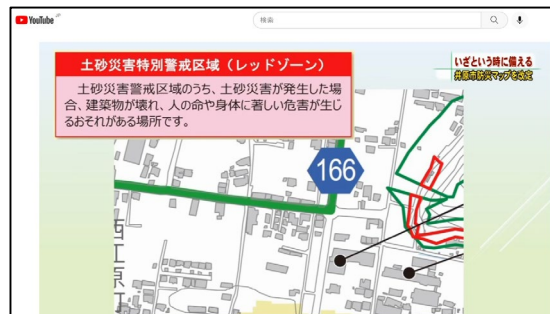 YouTube JP
検索
土砂災害特別警戒区域（レッドゾーン）
土砂災害警戒区域のうち、土砂災害が発生した場
合、建築物が壊れ、人の命や身体に著しい危害が生じ
るおそれがある場所です。
いざという時に備える
井原市防災マップを改定
166
西江原町